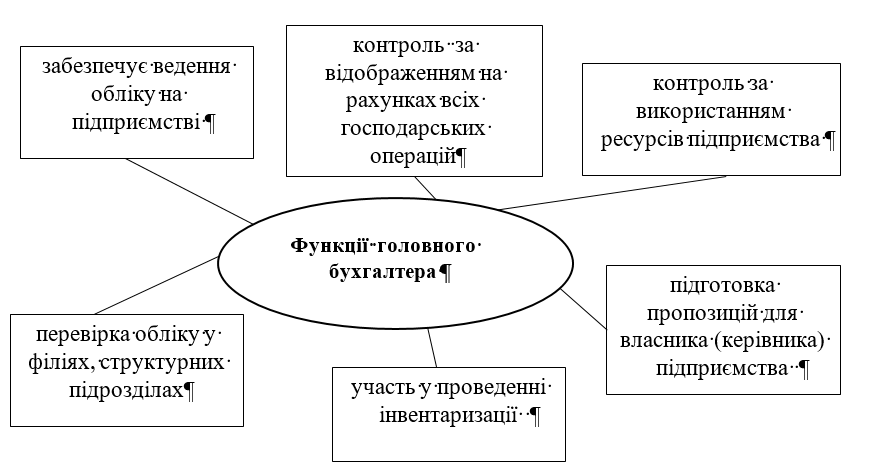 забезпечує ведення
обліку на
підприємстві¶
контроль за
відображенням на
рахунках всіх
господарських
операцій¶
контроль за
використанням
ресурсів підприємства¶
Функції головного
бухгалтера¶
перевірка обліку у
філіях, структурних
підрозділах¶
участь у проведенні
інвентаризації ¶
підготовка
пропозицій для
власника (керівника)
підприємства ¶